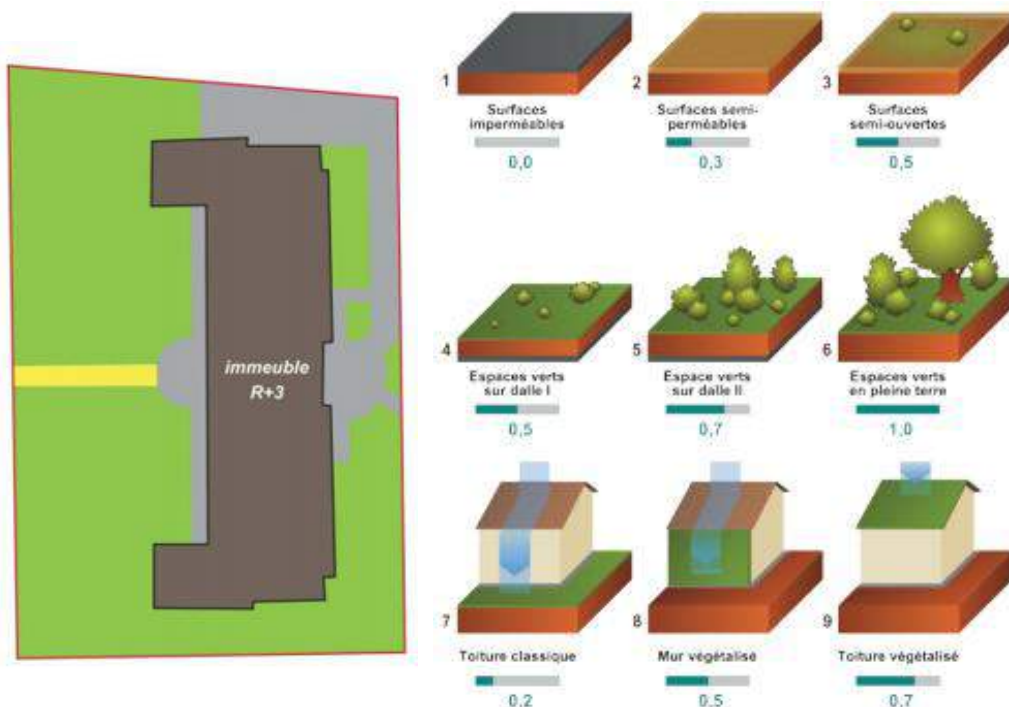 immeuble
R+3
1
Surfaces
imperméables
0,0
2
Surfaces semi-
perméables
0,3
3
Surfaces
semi-ouvertes
0,5
4
Espaces verts
sur dalle I
0,5
5
Espace verts
sur dalle II
0,7
6
Espaces verts
en pleine terre
1,0
7
Toiture classique
0.2
8
Mur végétalisé
0.5
9
Toiture végétalisé
0.7